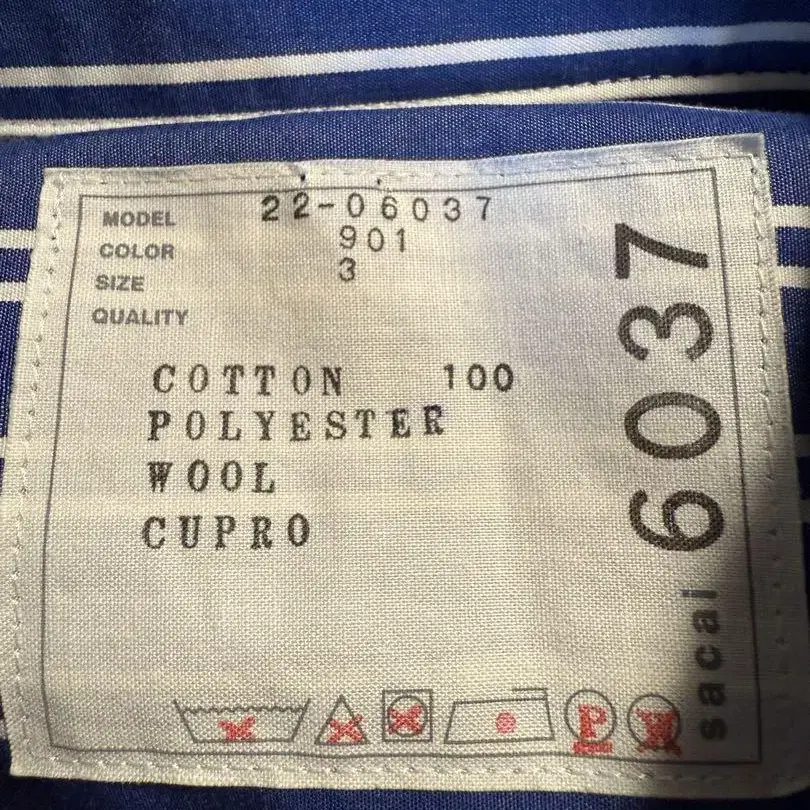 MODEL 22-06037
COLOR 901
SIZE 3
QUALITY
COTTON 100
POLYESTER
WOOL
CUPRO
P
W
sacai 6037